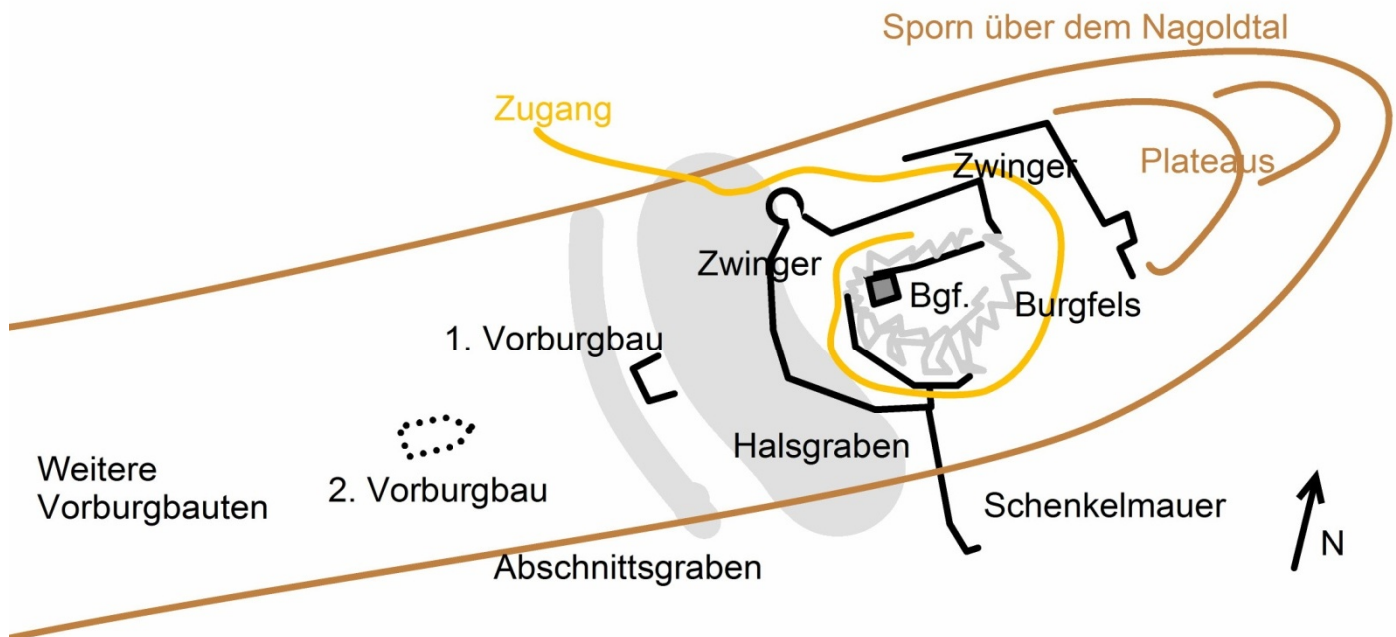 Sporn über dem Nagoldtal
Zugang
Zwinger
Plateaus
Zwinger
Bgf.
Burgfels
1. Vorburgbau
Halsgraben
Weitere
Vorburgbauten
2. Vorburgbau
Schenkelmauer
N
Abschnittsgraben